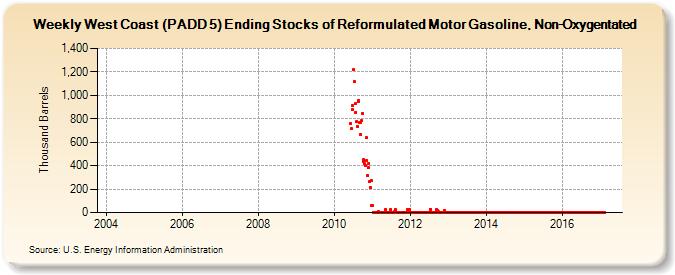 Weekly West Coast (PADD 5) Ending Stocks of Reformulated Motor Gasoline, Non-Oxygentated
Thousand Barrels
1,400
1,200
1,000
800
600
400
200
0
2004 2006 2008 2010 2012 2014 2016
Source: U.S. Energy Information Administration